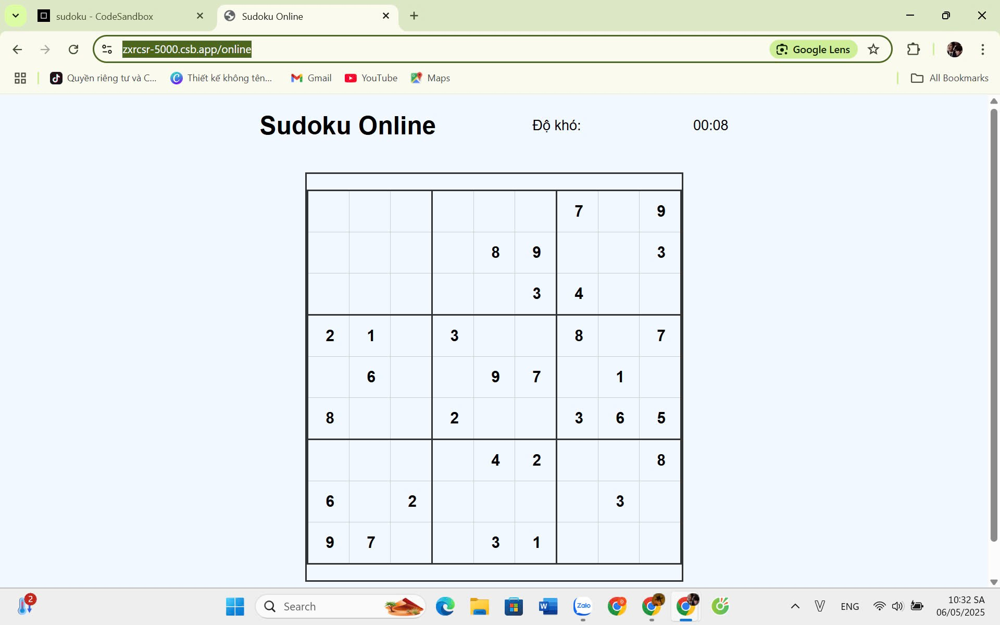 sudoku - CodeSandbox
Sudoku Online
zxrcsr-5000.csb.app/online
Google Lens
Quyền riêng tư và C...
Thiết kế không tên...
Gmail
YouTube
Maps
All Bookmarks
Sudoku Online
Độ khó:
00:08
7 9
8 9 3
3 4
2 1 3 8 7
6 9 7 1
8 2 3 6 5
4 2 8
6 2 3
9 7 3 1
2
Search
Zalo
ENG
10:32 SA
06/05/2025